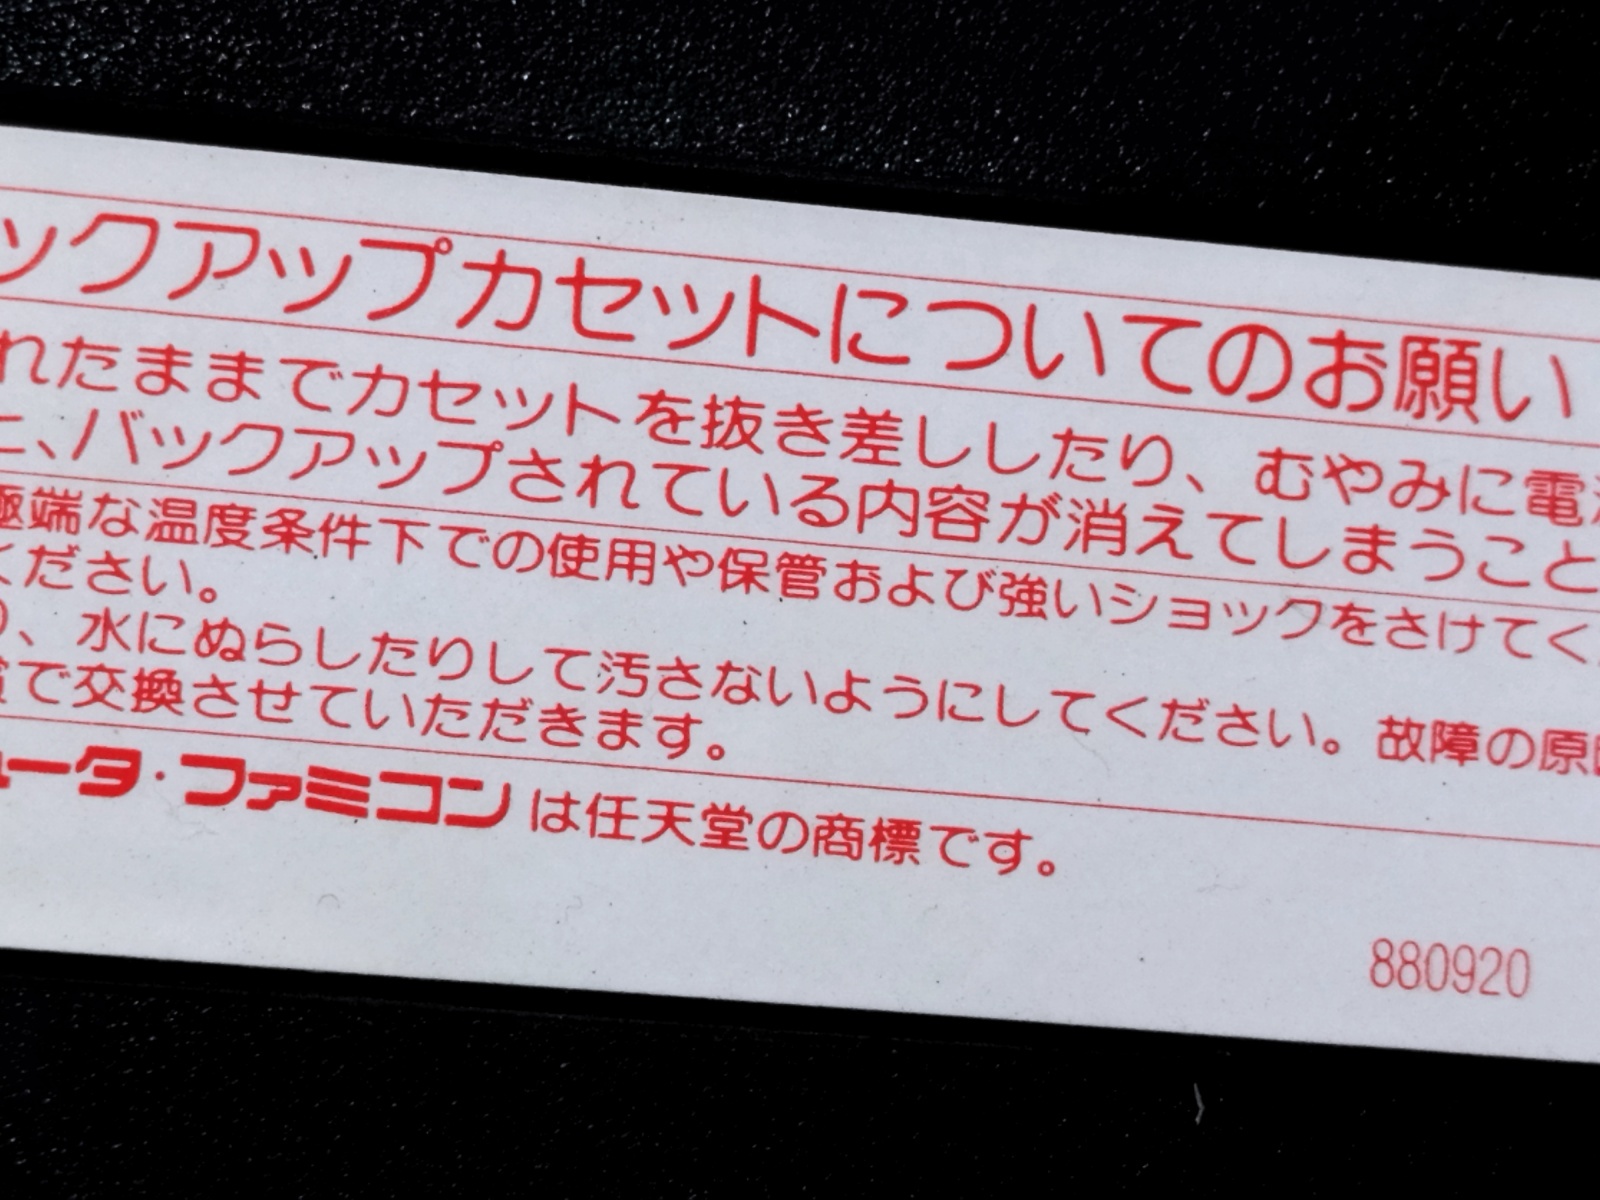 ックアップカセットについてのお願い
れたままでカセットを抜き差ししたり、むやみに電
に、バックアップされている内容が消えてしまうこと
極端な温度条件下での使用や保管および強いショックをさけてく
ください。
、水にぬらしたりして汚さないようにしてください。故障の原
で交換させていただきます。
ュータ・ファミコンは任天堂の商標です。
880920